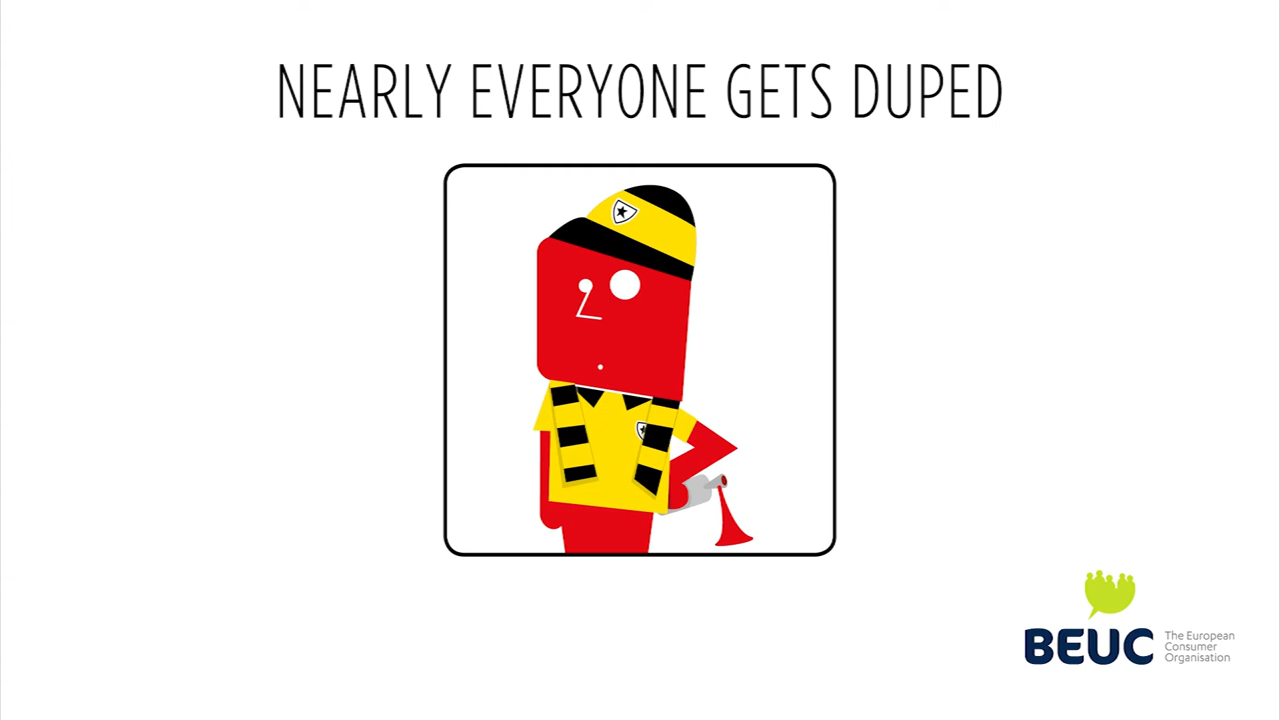 NEARLY EVERYONE GETS DUPED
BEUC
The European
Consumer
Organisation